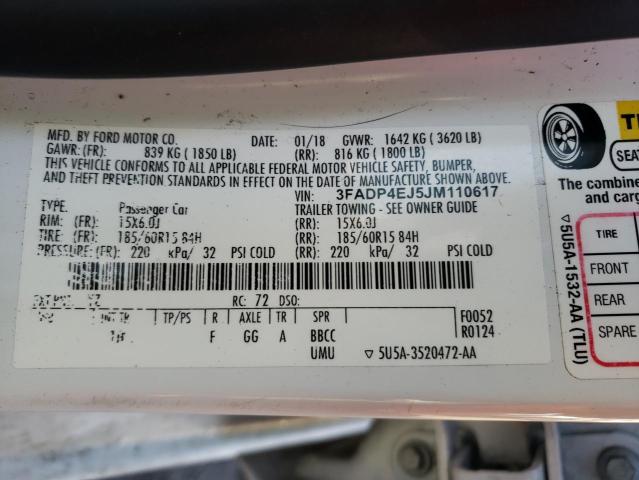 MFD. BY FORD MOTOR CO.
DATE: 01/18 GVWR: 1642 KG ( 3620 LB)
GAWR: (FR): 839 KG ( 1850 LB) (RR): 816 KG ( 1800 LB)
THIS VEHICLE CONFORMS TO ALL APPLICABLE FEDERAL MOTOR VEHICLE SAFETY, BUMPER,
AND THEFT PREVENTION STANDARDS IN EFFECT ON THE DATE OF MANUFACTURE SHOWN ABOVE.
VIN: 3FADP4EJ5JM110617
TYPE: Passenger Car TRAILER TOWING - SEE OWNER GUIDE
RIM: (FR): 15X6.0J (RR): 15X6.0J
TIRE: (FR): 185/60R15 84H (RR): 185/60R15 84H
PRESSURE: (FR): 220 kPa/ 32 PSI COLD (RR): 220 kPa/ 32 PSI COLD
YZ RC: 72 DSO:
INT TR TP/PS R AXLE TR SPR
F GG A BBCC
UMU
F0052
R0124
5U5A-3520472-AA
5U5A-1532-AA (TLU)
SEA
The combine
and carg
TIRE
FRONT
REAR
SPARE